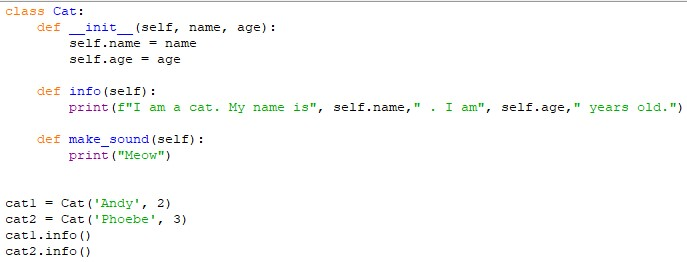 class Cat:
    def __init__(self, name, age):
        self.name = name
        self.age = age
    def info(self):
        print(f"I am a cat. My name is", self.name," . I am", self.age," years old.")
    def make_sound(self):
        print("Meow")
cat1 = Cat('Andy', 2)
cat2 = Cat('Phoebe', 3)
cat1.info()
cat2.info()